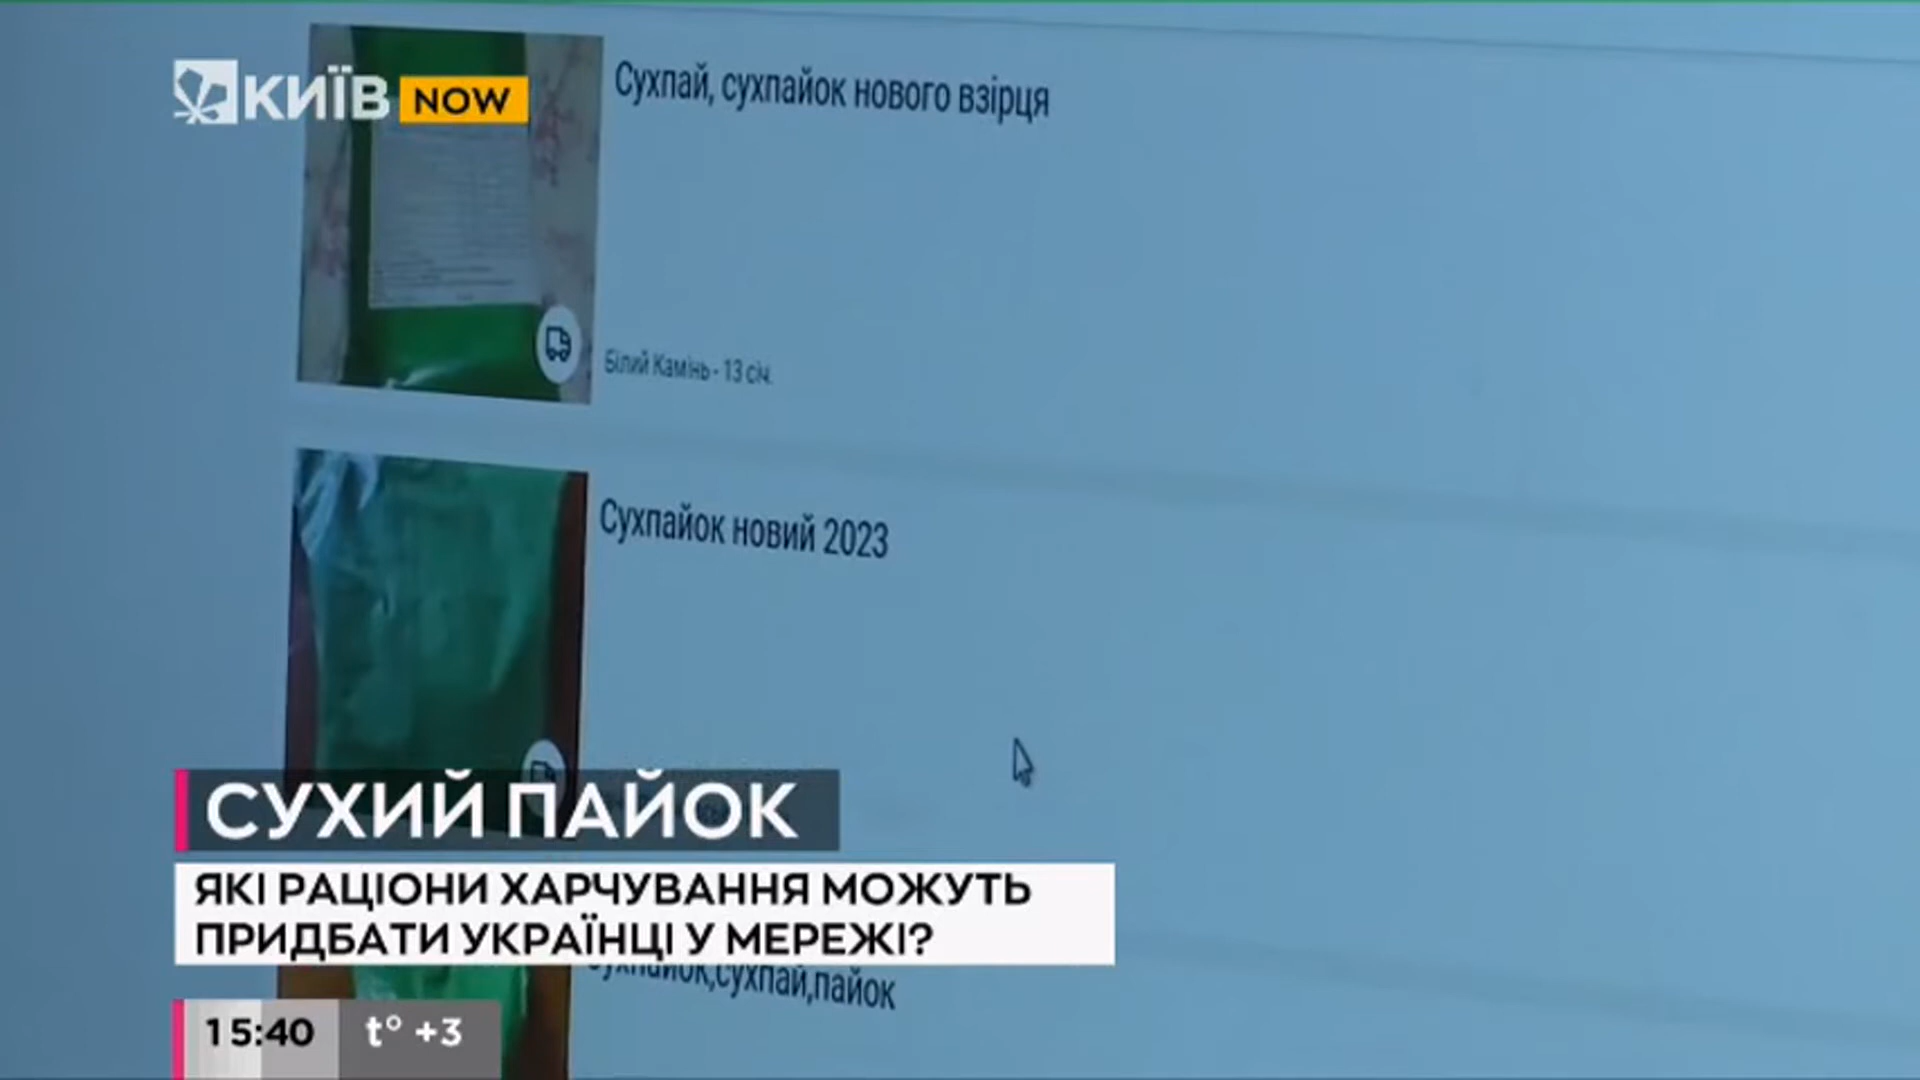 КИЇВ NOW
Сухпай, сухпайок нового взірця
Білий Камінь - 13 січ.
Сухпайок новий 2023
СУХИЙ ПАЙОК
ЯКІ РАЦІОНИ ХАРЧУВАННЯ МОЖУТЬ
ПРИДБАТИ УКРАЇНЦІ У МЕРЕЖІ?
сухпайок,сухпай,пайок
15:40 t° +3